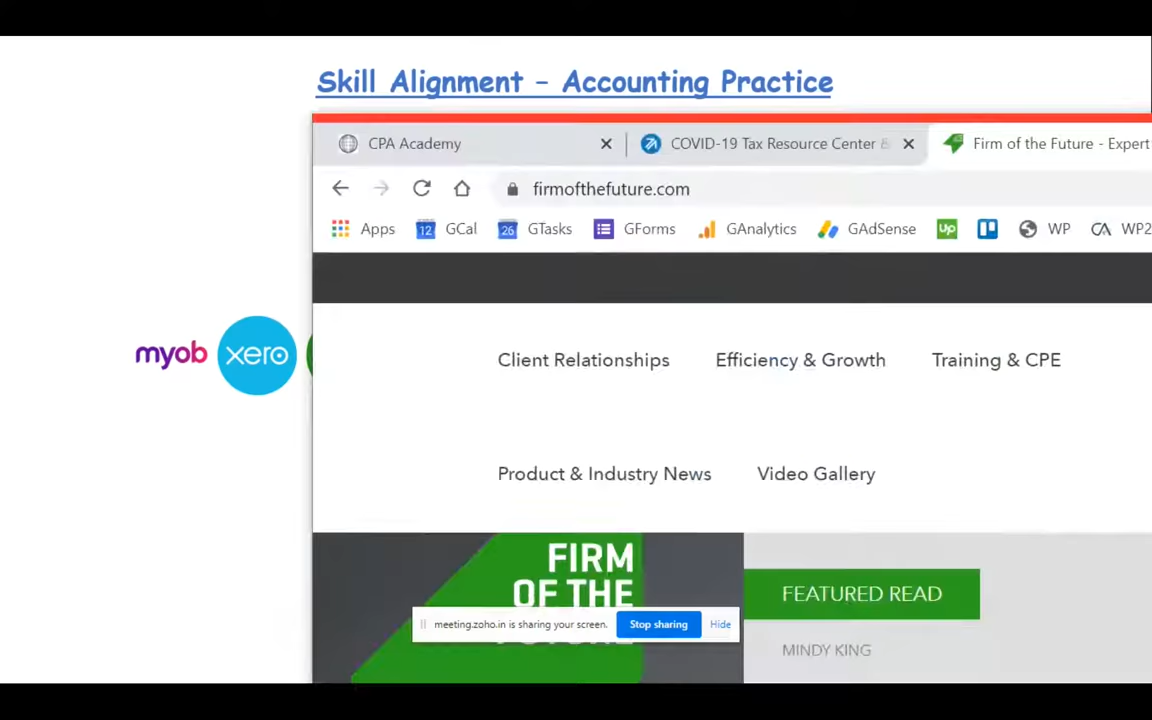 Skill Alignment – Accounting Practice
CPA Academy
COVID-19 Tax Resource Center
Firm of the Future - Expert
firmofthefuture.com
Apps 12 GCal 26 GTasks GForms GAnalytics GAdSense up WP CA WP2
myob xero
Client Relationships Efficiency & Growth Training & CPE
Product & Industry News Video Gallery
FIRM
OF THE
FEATURED READ
meeting.zoho.in is sharing your screen. Stop sharing Hide
MINDY KING